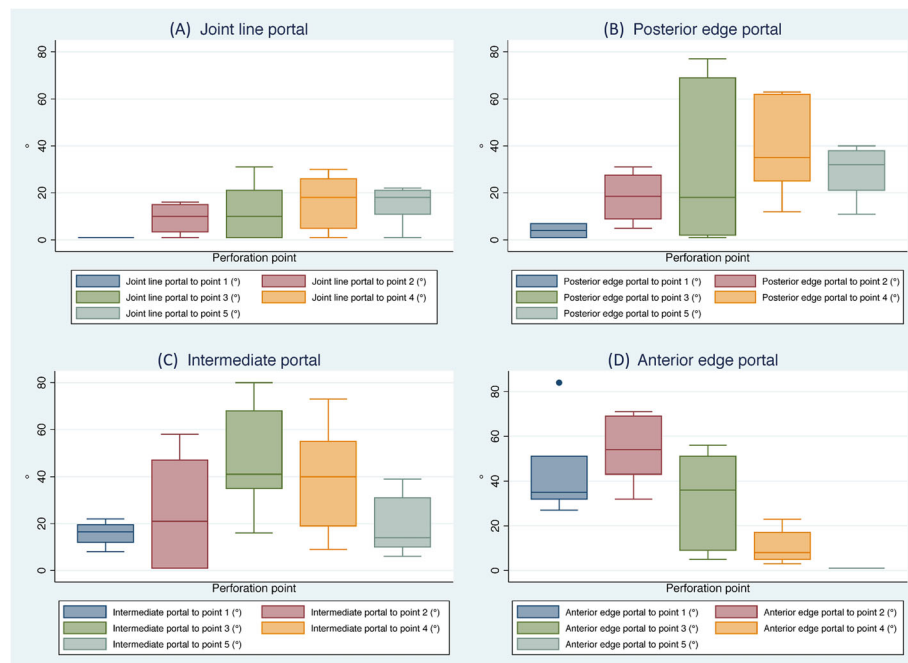 (A) Joint line portal
80
60
40
20
0
°
Perforation point
Joint line portal to point 1 (°) Joint line portal to point 2 (°)
Joint line portal to point 3 (°) Joint line portal to point 4 (°)
Joint line portal to point 5 (°)
(B) Posterior edge portal
80
60
40
20
0
°
Perforation point
Posterior edge portal to point 1 (°) Posterior edge portal to point 2 (°)
Posterior edge portal to point 3 (°) Posterior edge portal to point 4 (°)
Posterior edge portal to point 5 (°)
(C) Intermediate portal
80
60
40
20
0
°
Perforation point
Intermediate portal to point 1 (°) Intermediate portal to point 2 (°)
Intermediate portal to point 3 (°) Intermediate portal to point 4 (°)
Intermediate portal to point 5 (°)
(D) Anterior edge portal
80
60
40
20
0
°
Perforation point
Anterior edge portal to point 1 (°) Anterior edge portal to point 2 (°)
Anterior edge portal to point 3 (°) Anterior edge portal to point 4 (°)
Anterior edge portal to point 5 (°)